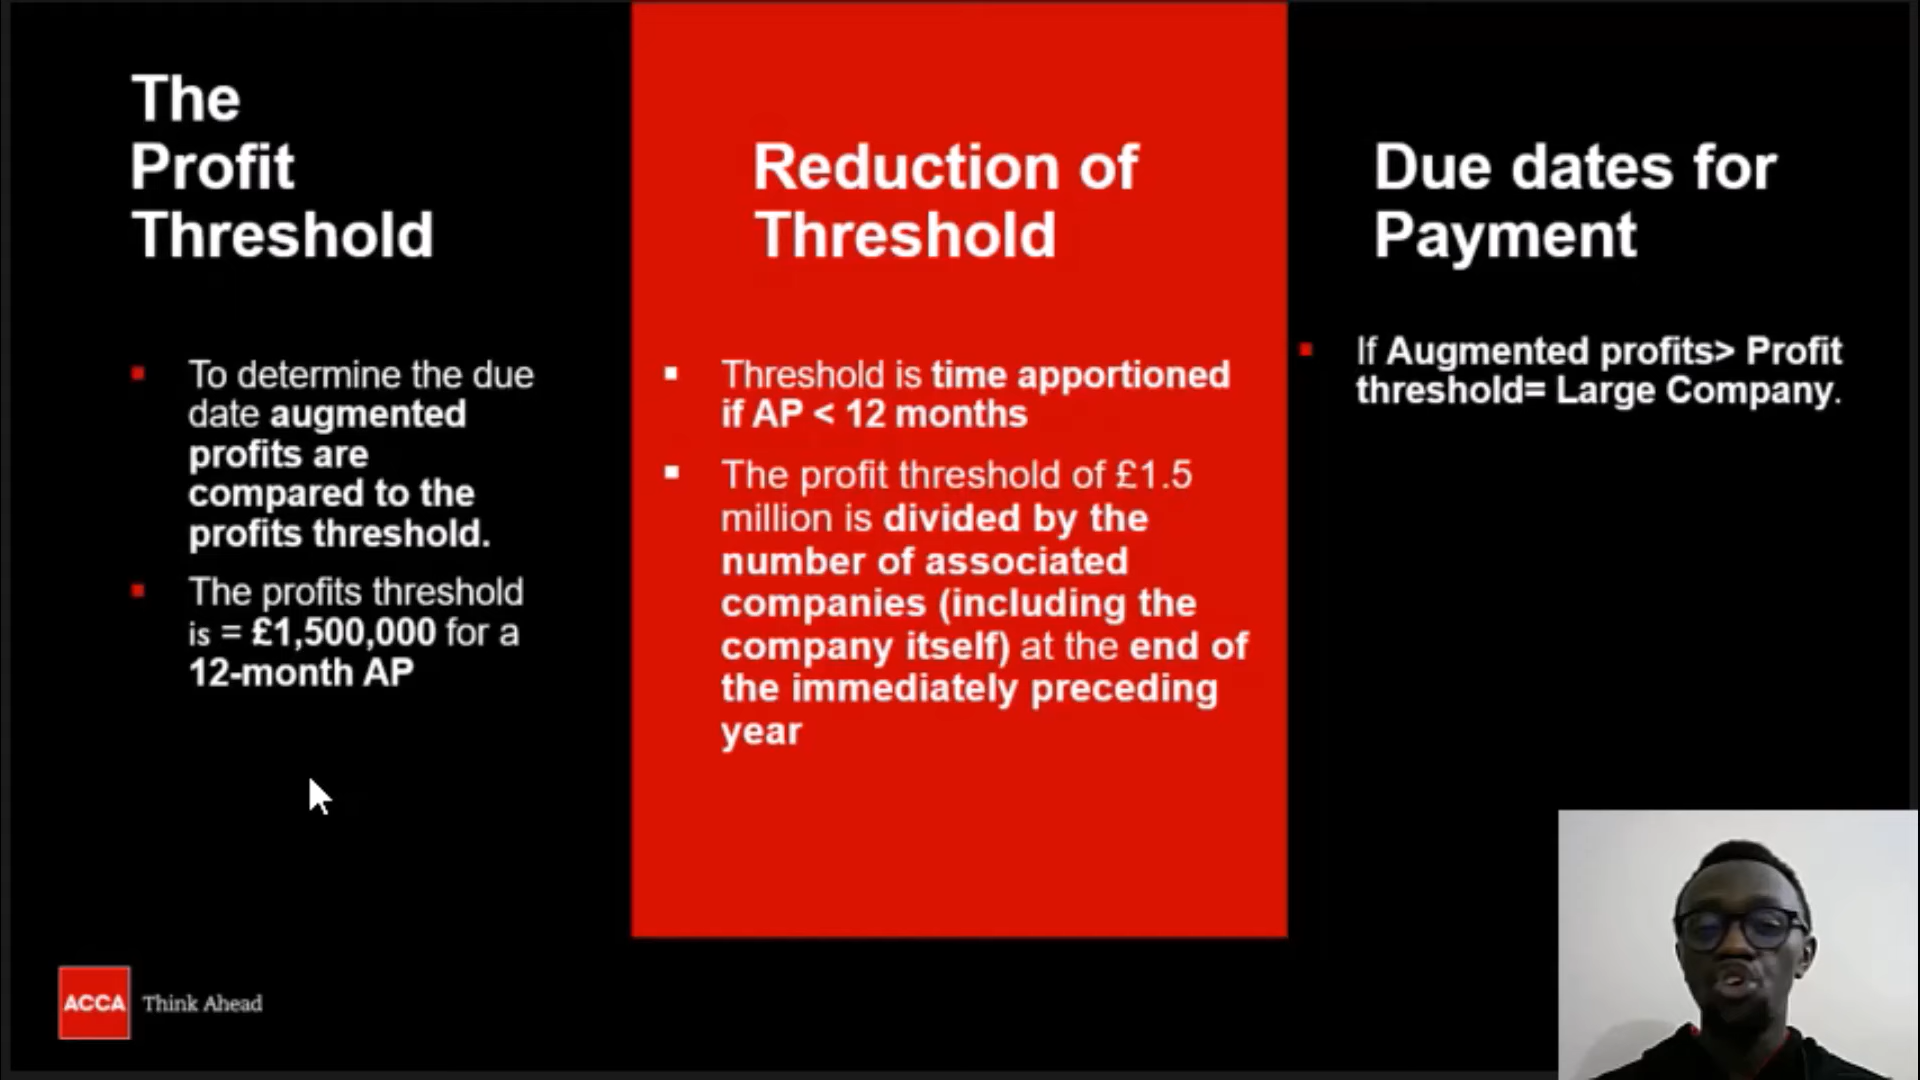 The
Profit
Threshold
To determine the due
date augmented
profits are
compared to the
profits threshold.
The profits threshold
is = £1,500,000 for a
12-month AP
Reduction of
Threshold
Threshold is time apportioned
if AP < 12 months
The profit threshold of £1.5
million is divided by the
number of associated
companies (including the
company itself) at the end of
the immediately preceding
year
Due dates for
Payment
If Augmented profits> Profit
threshold= Large Company.
ACCA Think Ahead